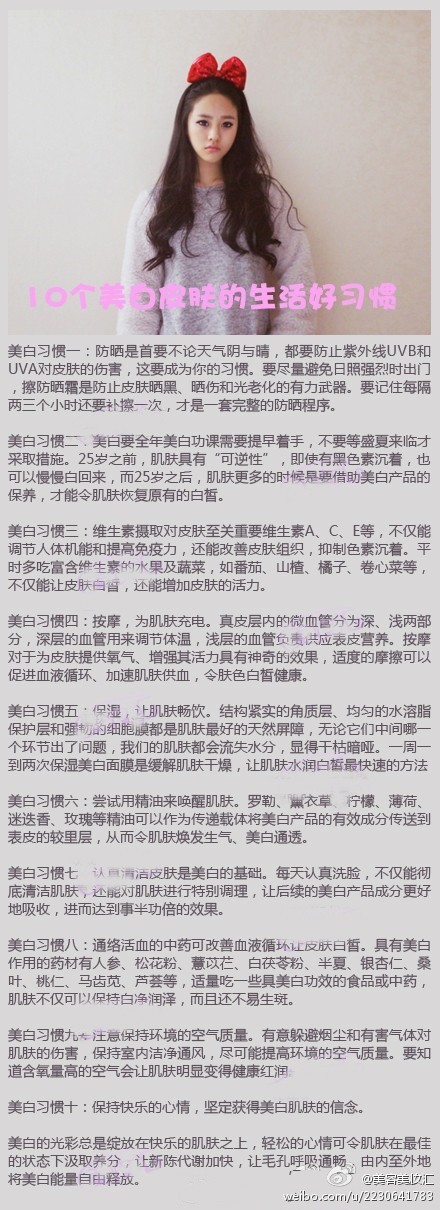 10个美白皮肤的生活好习惯
美白习惯一：防晒是首要不论天气阴与晴，都要防止紫外线UVB和
UVA对皮肤的伤害，这要成为你的习惯。要尽量避免日照强烈时出门
，擦防晒霜是防止皮肤晒黑、晒伤和光老化的有力武器。要记住每隔
两三个小时还要补擦一次，才是一套完整的防晒程序。
美白习惯二：美白要全年美白功课需要提早着手，不要等盛夏来临才
采取措施。25岁之前，肌肤具有“可逆性”，即使有黑色素沉着，也
可以慢慢白回来，而25岁之后，肌肤更多的时候是要借助美白产品的
保养，才能令肌肤恢复原有的白皙。
美白习惯三：维生素摄取对皮肤至关重要维生素A、C、E等，不仅能
调节人体机能和提高免疫力，还能改善皮肤组织，抑制色素沉着。平
时多吃富含维生素的水果及蔬菜，如番茄、山楂、橘子、卷心菜等，
不仅能让皮肤白皙，还能增加皮肤的活力。
美白习惯四：按摩，为肌肤充电。真皮层内的微血管分为深、浅两部
分，深层的血管用来调节体温，浅层的血管负责供应表皮营养。按摩
对于为皮肤提供氧气、增强其活力具有神奇的效果，适度的摩擦可以
促进血液循环、加速肌肤供血，令肤色白皙健康。
美白习惯五：保湿，让肌肤畅饮。结构紧实的角质层、均匀的水溶脂
保护层和强韧的细胞膜都是肌肤最好的天然屏障，无论它们中间哪一
个环节出了问题，我们的肌肤都会流失水分，显得干枯暗哑。一周一
到两次保湿美白面膜是缓解肌肤干燥，让肌肤水润白皙最快速的方法
美白习惯六：尝试用精油来唤醒肌肤。罗勒、薰衣草、柠檬、薄荷、
迷迭香、玫瑰等精油可以作为传递载体将美白产品的有效成分传送到
表皮的较里层，从而令肌肤焕发生气、美白通透。
美白习惯七：认真清洁皮肤是美白的基础。每天认真洗脸，不仅能彻
底清洁肌肤，还能对肌肤进行特别调理，让后续的美白产品成分更好
地吸收，进而达到事半功倍的效果。
美白习惯八：通络活血的中药可改善血液循环让皮肤白皙。具有美白
作用的药材有人参、松花粉、薏苡仁、白茯苓粉、半夏、银杏仁、桑
叶、桃仁、马齿苋、芦荟等，适量吃一些具美白功效的食品或中药，
肌肤不仅可以保持白净润泽，而且还不易生斑。
美白习惯九：注意保持环境的空气质量。有意躲避烟尘和有害气体对
肌肤的伤害，保持室内洁净通风，尽可能提高环境的空气质量。要知
道含氧量高的空气会让肌肤明显变得健康红润
美白习惯十：保持快乐的心情，坚定获得美白肌肤的信念。
美白的光彩总是绽放在快乐的肌肤之上，轻松的心情可令肌肤在最佳
的状态下汲取养分，让新陈代谢加快，让毛孔呼吸通畅，由内至外地
将美白能量自由释放。
@美容美妆汇
weibo.com/u/2230641783